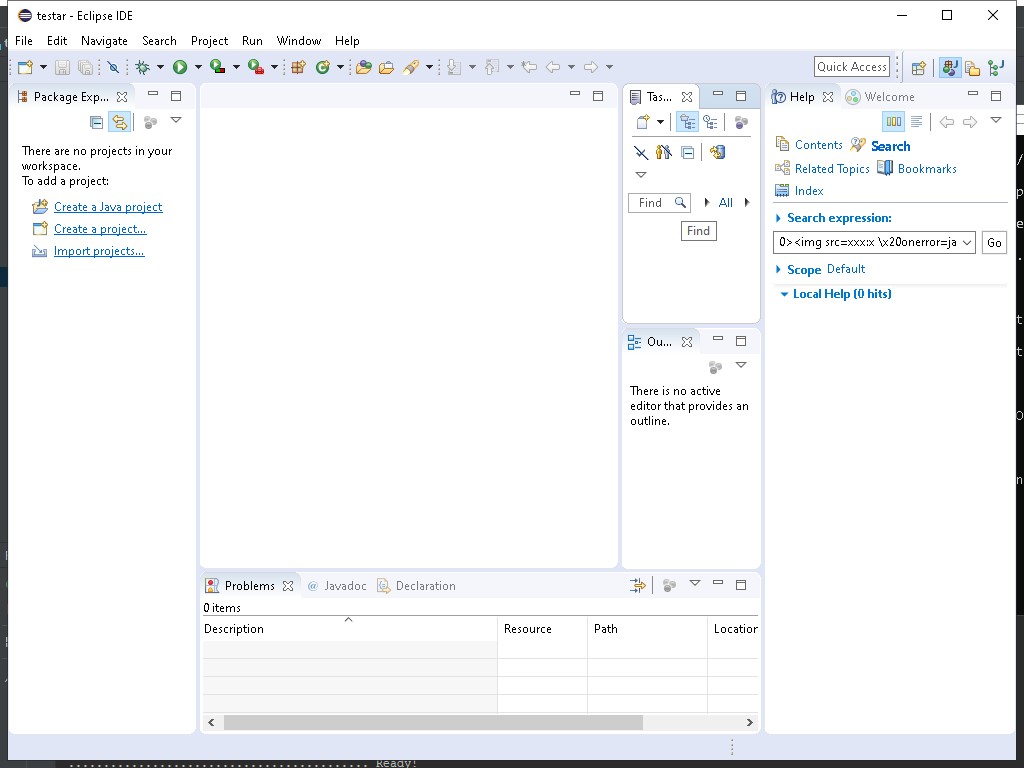 testar - Eclipse IDE
File Edit Navigate Search Project Run Window Help
Quick Access
Package Exp...
There are no projects in your
workspace.
To add a project:
Create a Java project
Create a project...
Import projects...
Tas...
Find
All
Find
Ou...
There is no active
editor that provides an
outline.
Help
Welcome
Contents Search
Related Topics Bookmarks
Index
Search expression:
0><img src=xxx:x \x20onerror=ja
Go
Scope Default
Local Help (0 hits)
Problems @ Javadoc Declaration
0 items
Description Resource Path Location
Ready!